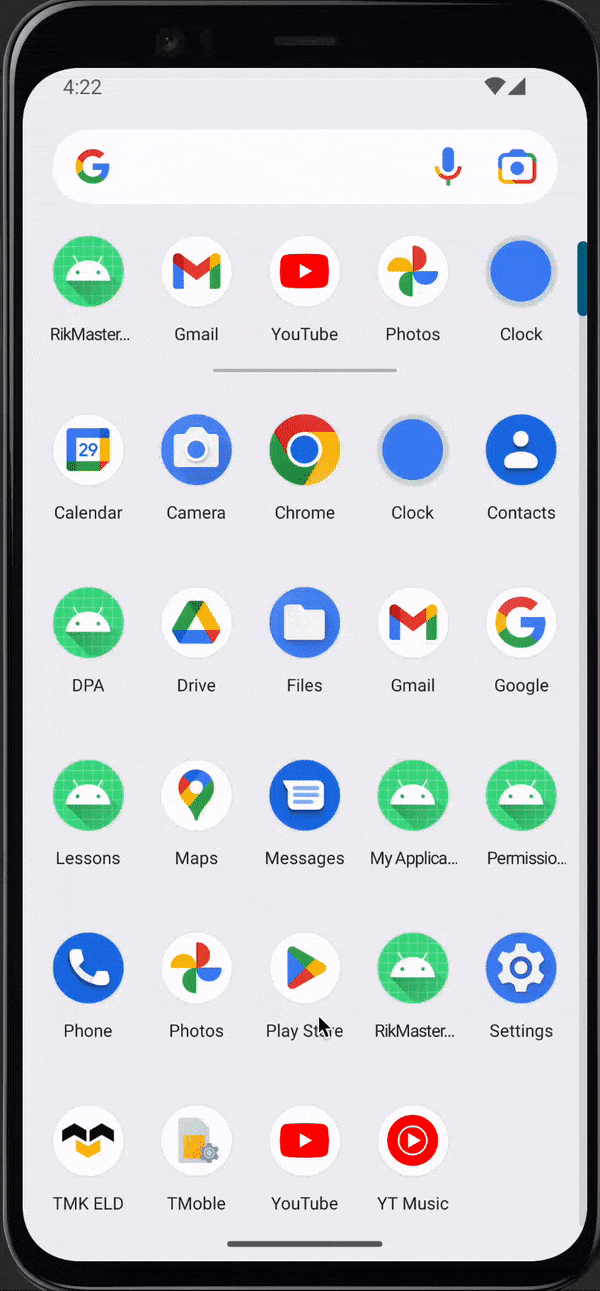 4:22
RikMaster...
Gmail
YouTube
Photos
Clock
29
Calendar
Camera
Chrome
Clock
Contacts
DPA
Drive
Files
Gmail
Google
Lessons
Maps
Messages
My Applica...
Permissio...
Phone
Photos
Play Store
RikMaster...
Settings
TMK ELD
TMoble
YouTube
YT Music